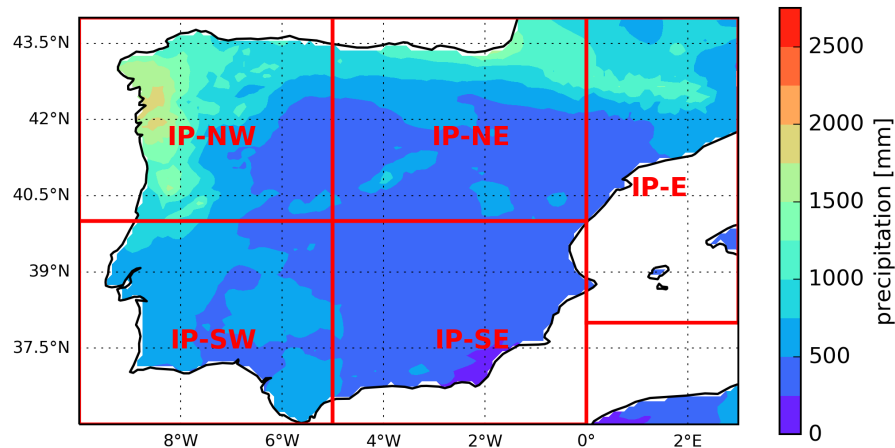 43.5°N
42°N
40.5°N
39°N
37.5°N
8°W
6°W
4°W
2°W
0°
2°E
IP-NW
IP-NE
IP-E
IP-SW
IP-SE
2500
2000
1500
1000
500
0
precipitation [mm]